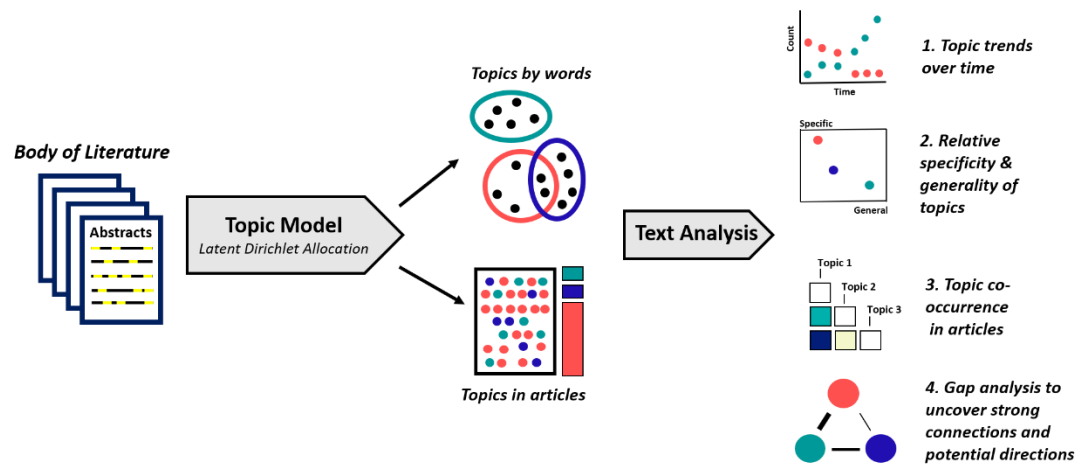 Body of Literature
Abstracts
Topic Model
Latent Dirichlet Allocation
Topics by words
Topics in articles
Text Analysis
Count
Time
1. Topic trends
over time
Specific
General
2. Relative
specificity &
generality of
topics
Topic 1
Topic 2
Topic 3
3. Topic co-
occurrence
in articles
4. Gap analysis to
uncover strong
connections and
potential directions